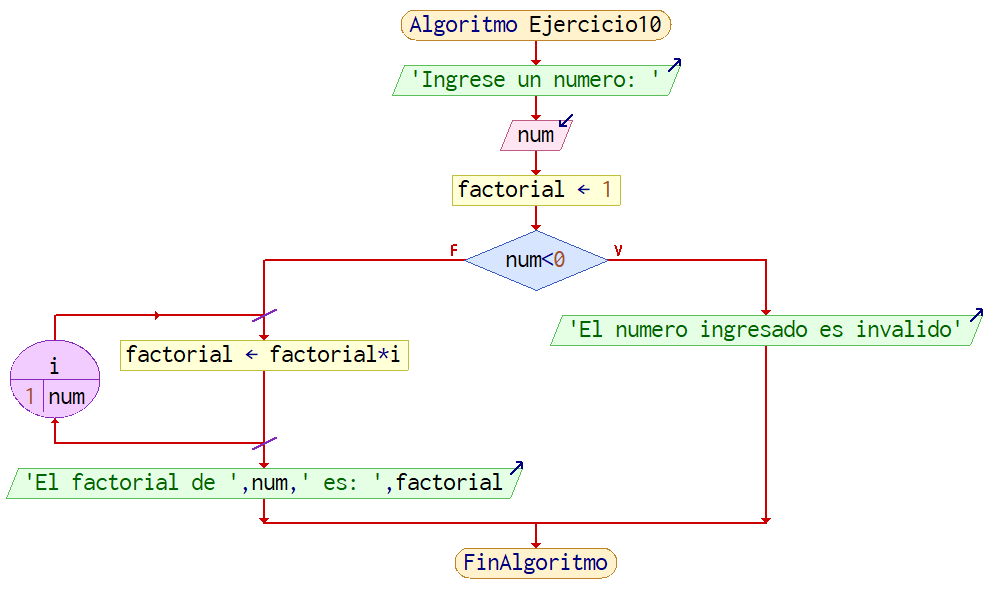 Algoritmo Ejercicio10
'Ingrese un numero: '
num
factorial ← 1
F
V
num<0
'El numero ingresado es invalido'
factorial ← factorial*i
i
1 num
'El factorial de ',num,' es: ',factorial
FinAlgoritmo